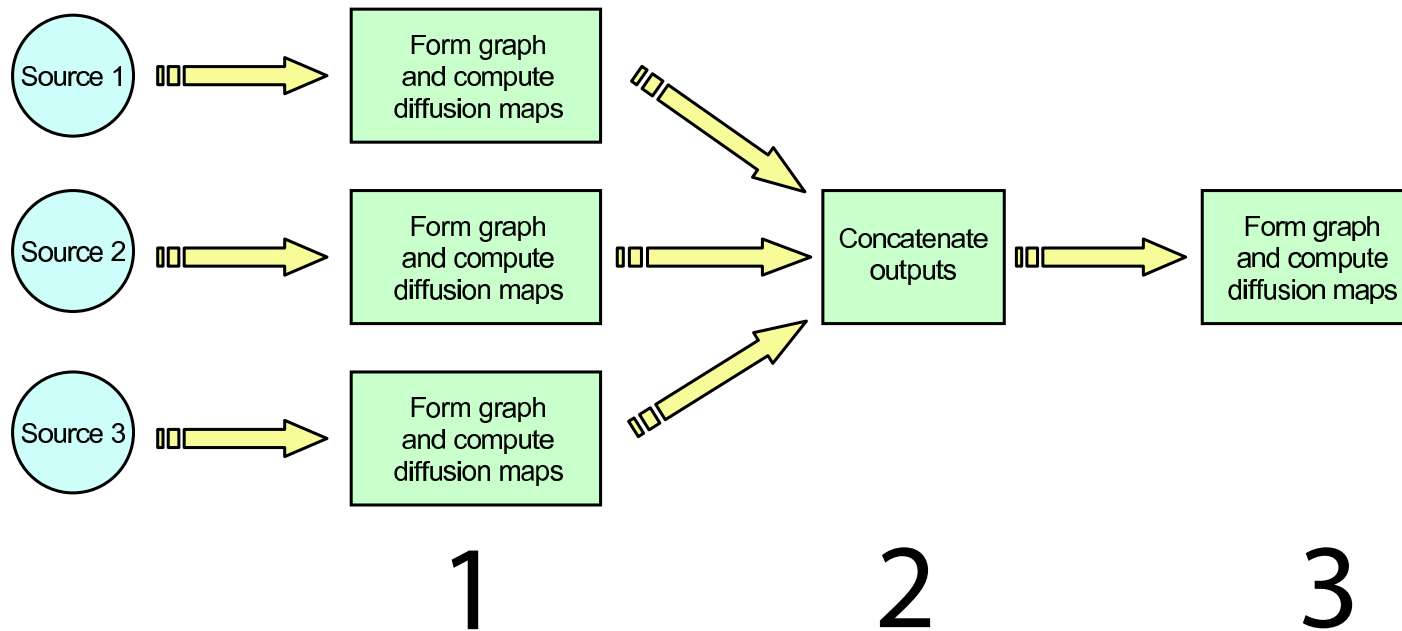 Source 1
Form graph
and compute
diffusion maps
Source 2
Form graph
and compute
diffusion maps
Concatenate
outputs
Form graph
and compute
diffusion maps
Source 3
Form graph
and compute
diffusion maps
1
2
3